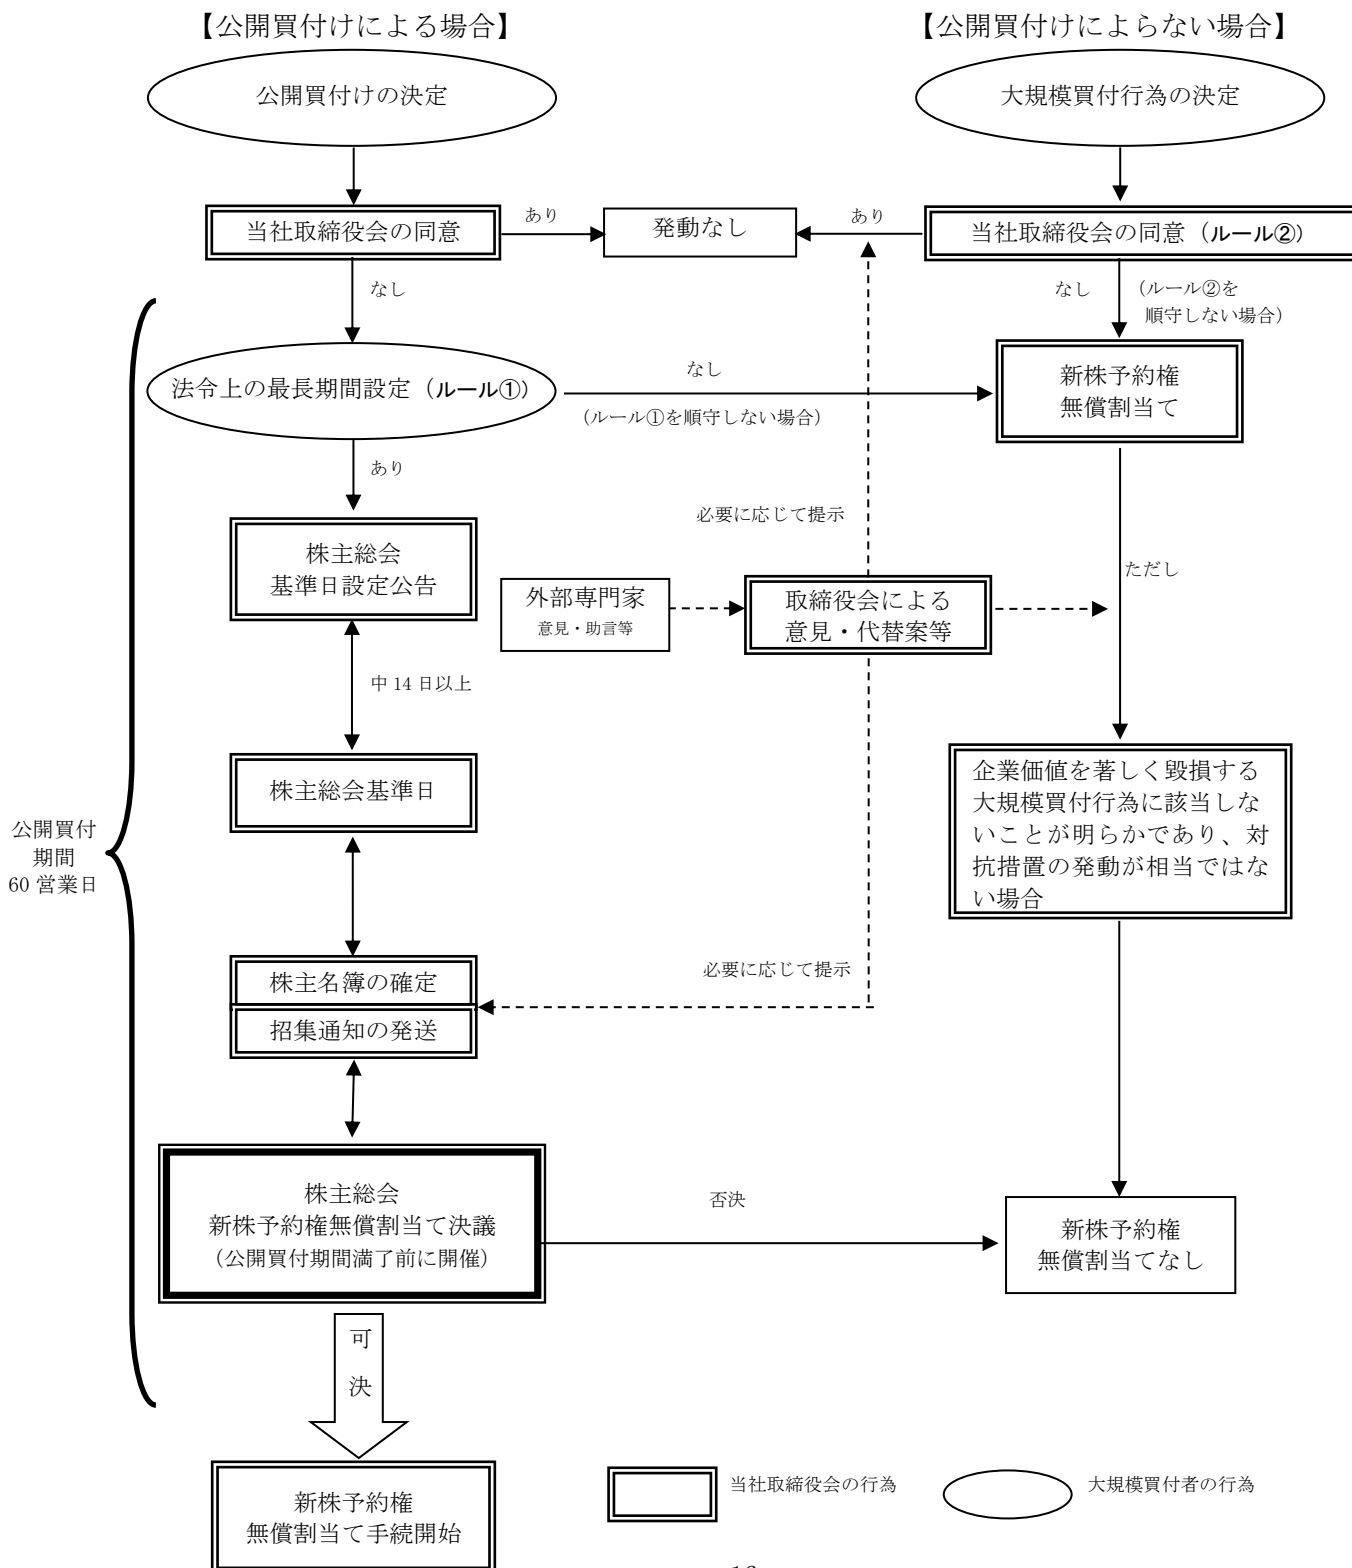 【公開買付けによる場合】
【公開買付けによらない場合】
公開買付けの決定
大規模買付行為の決定
当社取締役会の同意
あり
発動なし
あり
当社取締役会の同意（ルール②）
なし
なし
（ルール②を
順守しない場合）
法令上の最長期間設定（ルール①）
なし
（ルール①を順守しない場合）
新株予約権
無償割当て
あり
必要に応じて提示
株主総会
基準日設定公告
外部専門家
意見・助言等
取締役会による
意見・代替案等
ただし
中 14 日以上
株主総会基準日
企業価値を著しく毀損する
大規模買付行為に該当しな
いことが明らかであり、対
抗措置の発動が相当ではな
い場合
公開買付
期間
60 営業日
株主名簿の確定
招集通知の発送
必要に応じて提示
株主総会
新株予約権無償割当て決議
（公開買付期間満了前に開催）
否決
新株予約権
無償割当てなし
可
決
新株予約権
無償割当て手続開始
当社取締役会の行為
大規模買付者の行為